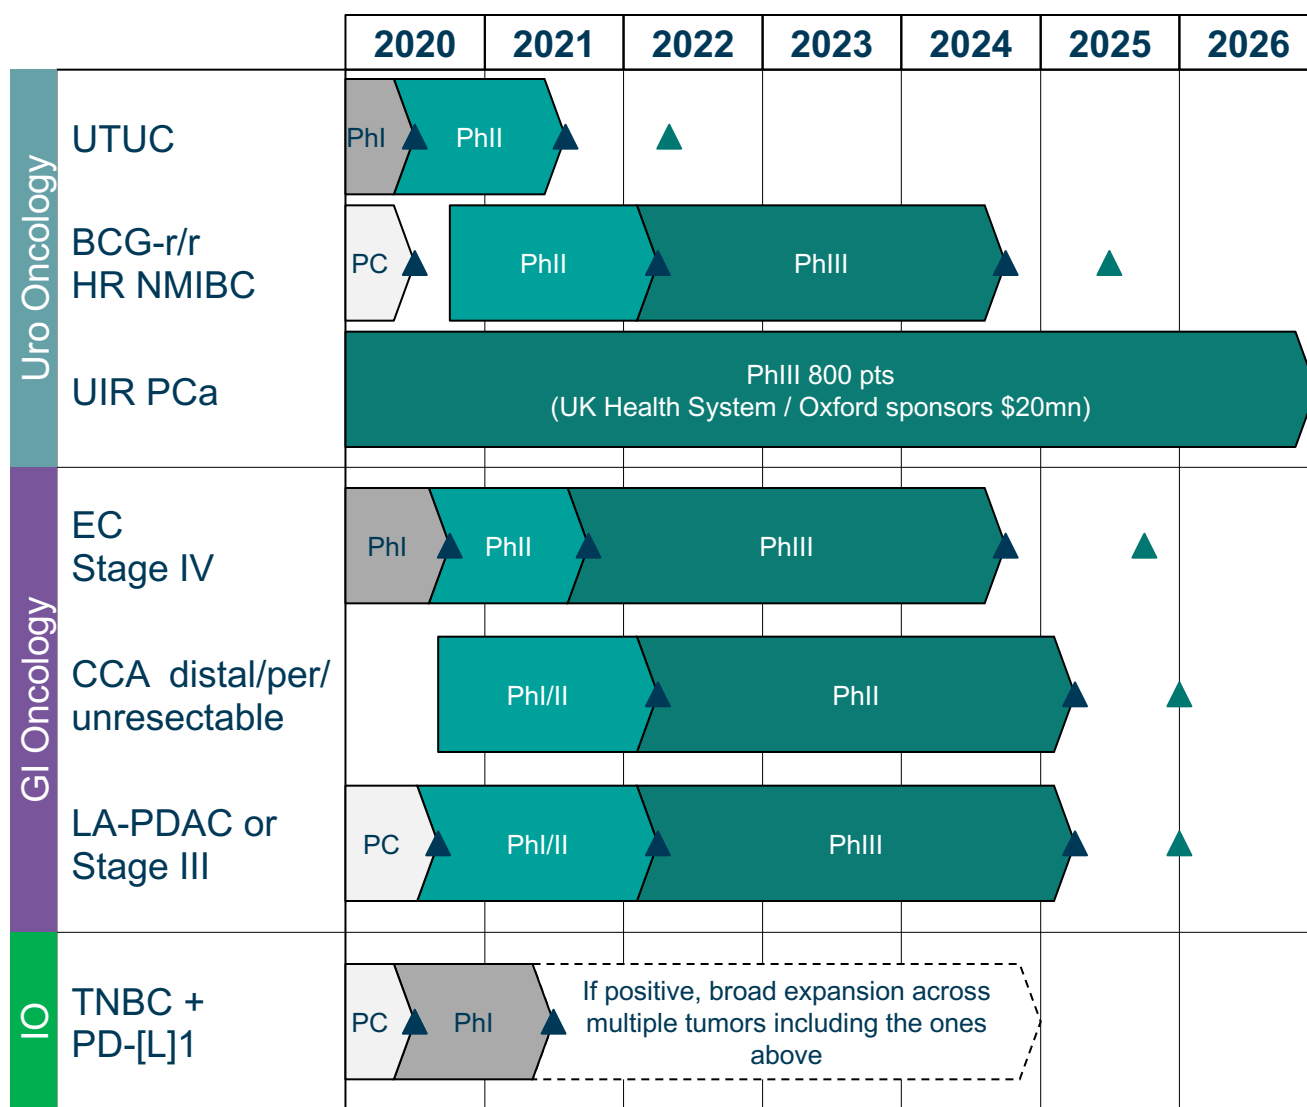 2020 2021 2022 2023 2024 2025 2026
Uro Oncology
UTUC
PhI
PhII
BCG-r/r
HR NMIBC
PC
PhII
PhIII
UIR PCa
PhIII 800 pts
(UK Health System / Oxford sponsors $20mn)
GI Oncology
EC
Stage IV
PhI
PhII
PhIII
CCA distal/per/
unresectable
PhI/II
PhII
LA-PDAC or
Stage III
PC
PhI/II
PhIII
IO
TNBC +
PD-[L]1
PC
PhI
If positive, broad expansion across
multiple tumors including the ones
above